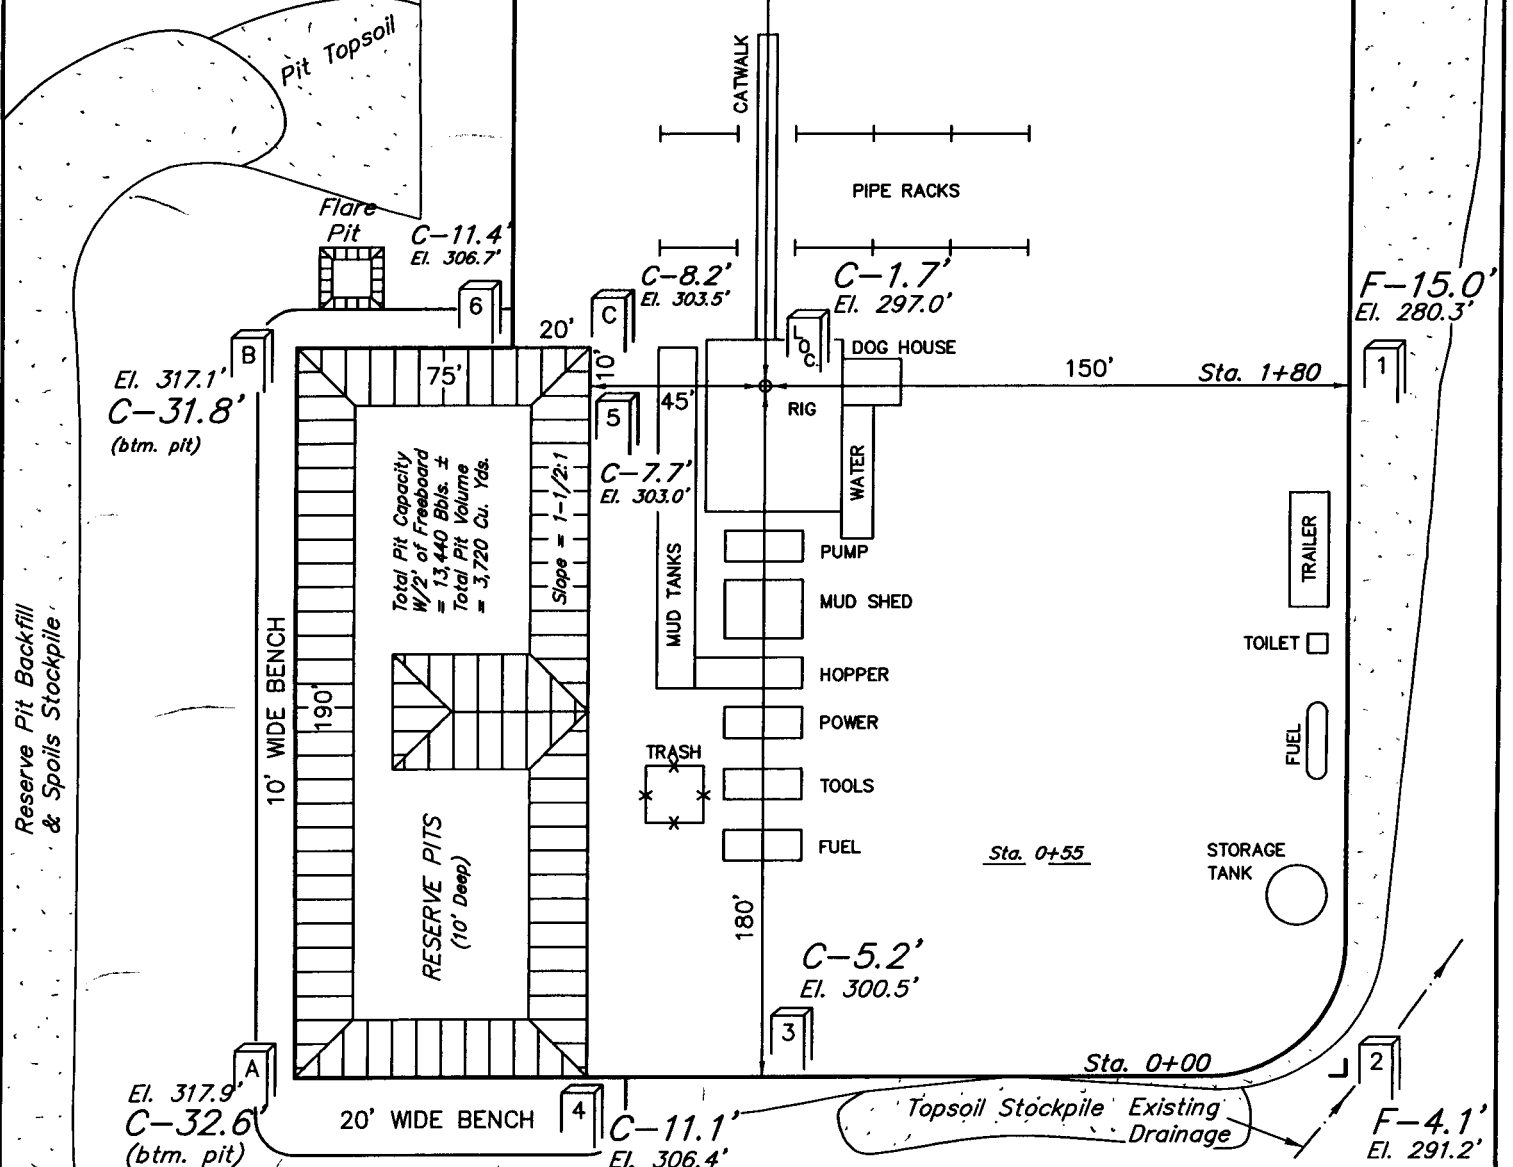 Pit Topsoil
CATWALK
PIPE RACKS
Flare
Pit
C-11.4'
El. 306.7'
6
C-8.2'
El. 303.5'
C
C-1.7'
El. 297.0'
LOC.
F-15.0'
El. 280.3'
1
B
El. 317.1'
C-31.8'
(btm. pit)
20'
10'
75'
45'
DOG HOUSE
RIG
150'
Sta. 1+80
5
C-7.7'
El. 303.0'
WATER
Total Pit Capacity
W/2' of Freeboard
= 13,440 Bbls. ±
Total Pit Volume
= 3,720 Cu. Yds.
Slope = 1-1/2:1
MUD TANKS
PUMP
MUD SHED
HOPPER
POWER
TRASH
TOOLS
FUEL
TRAILER
TOILET
FUEL
STORAGE
TANK
Sta. 0+55
Reserve Pit Backfill
& Spoils Stockpile
10' WIDE BENCH
190'
RESERVE PITS
(10' Deep)
180'
C-5.2'
El. 300.5'
3
Sta. 0+00
2
F-4.1'
El. 291.2'
A
El. 317.9'
C-32.6'
(btm. pit)
20' WIDE BENCH
4
C-11.1'
El. 306.4'
Topsoil Stockpile
Existing
Drainage